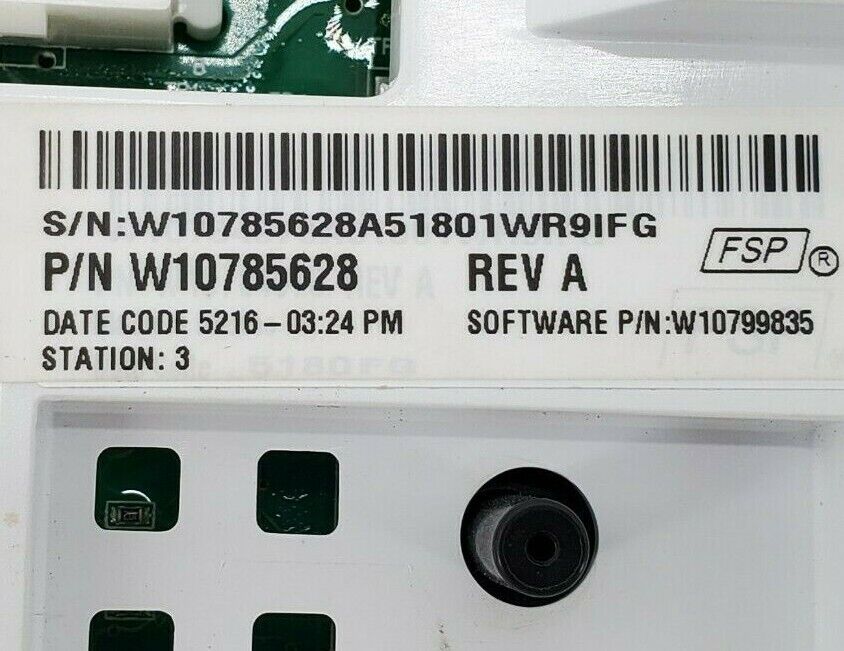 S/N:W10785628A51801WR9IFG
P/N W10785628 REV A FSP ®
DATE CODE 5216-03:24 PM SOFTWARE P/N:W10799835
STATION: 3